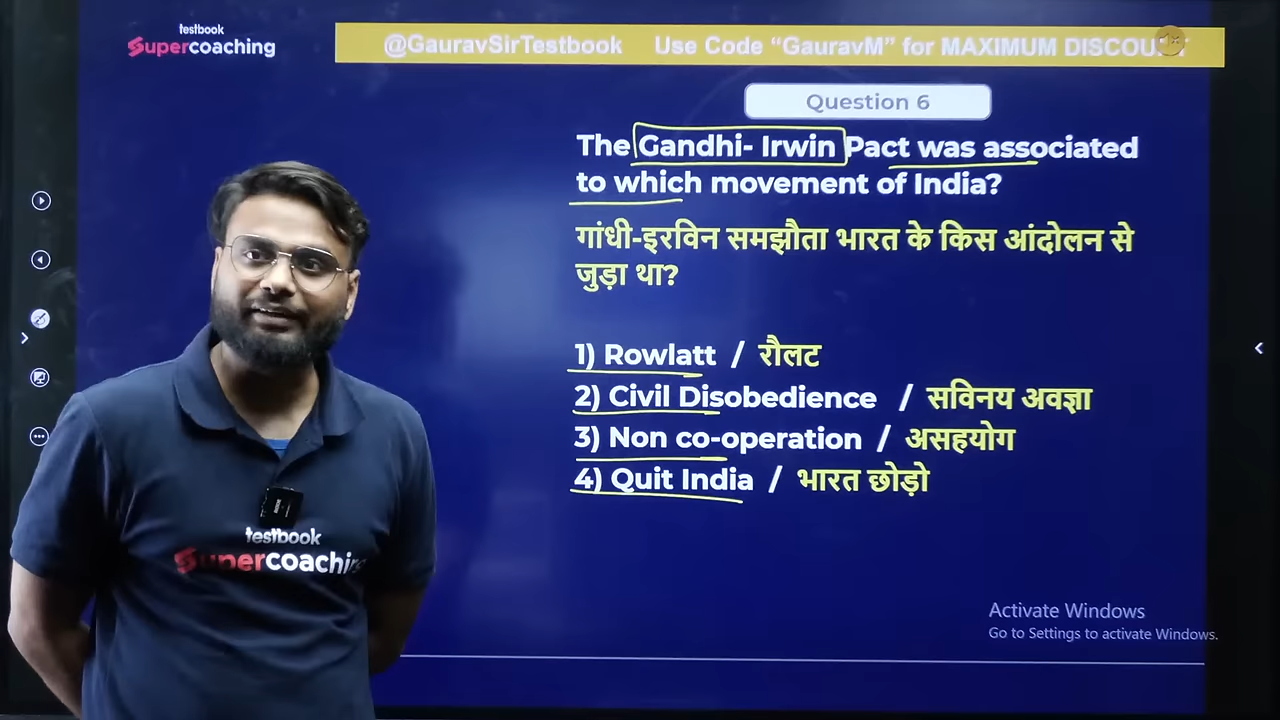 testbook
Supercoaching
@GauravSirTestbook Use Code “GauravM” for MAXIMUM
Question 6
The Gandhi- Irwin Pact was associated
to which movement of India?
गांधी-इरविन समझौता भारत के किस आंदोलन से
जुड़ा था?
1) Rowlatt / रौलट
2) Civil Disobedience / सविनय अवज्ञा
3) Non co-operation / असहयोग
4) Quit India / भारत छोड़ो
testbook
Supercoaching
Activate Windows
Go to Settings to activate Windows.